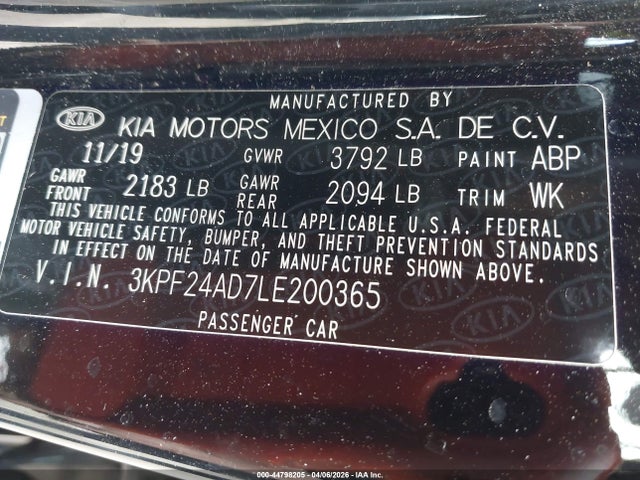 MANUFACTURED BY
KIA KIA MOTORS MEXICO S.A. DE C.V.
11/19 GVWR 3792 LB PAINT ABP
GAWR FRONT 2183 LB GAWR REAR 2094 LB TRIM WK
THIS VEHICLE CONFORMS TO ALL APPLICABLE U.S.A. FEDERAL
MOTOR VEHICLE SAFETY, BUMPER, AND THEFT PREVENTION STANDARDS
IN EFFECT ON THE DATE OF MANUFACTURE SHOWN ABOVE.
V.I.N. 3KPF24AD7LE200365
PASSENGER CAR
000-44798205 - 04/06/2026 - IAA Inc.